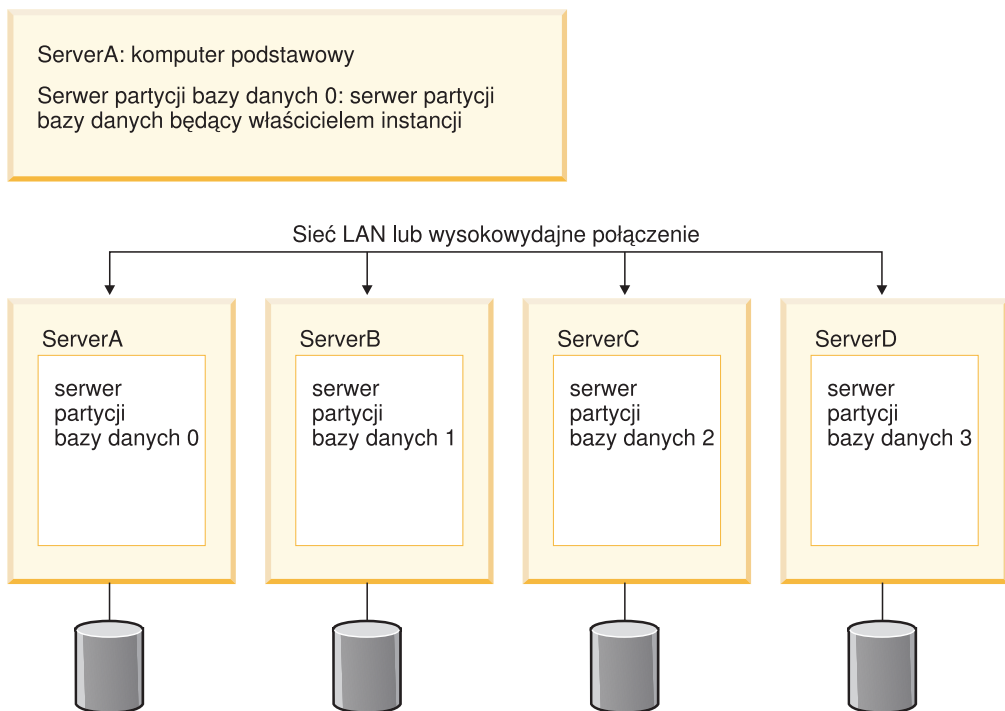 ServerA: komputer podstawowy
Serwer partycji bazy danych 0: serwer partycji
bazy danych będący właścicielem instancji
Sieć LAN lub wysokowydajne połączenie
ServerA
serwer
partycji
bazy danych 0
ServerB
serwer
partycji
bazy danych 1
ServerC
serwer
partycji
bazy danych 2
ServerD
serwer
partycji
bazy danych 3